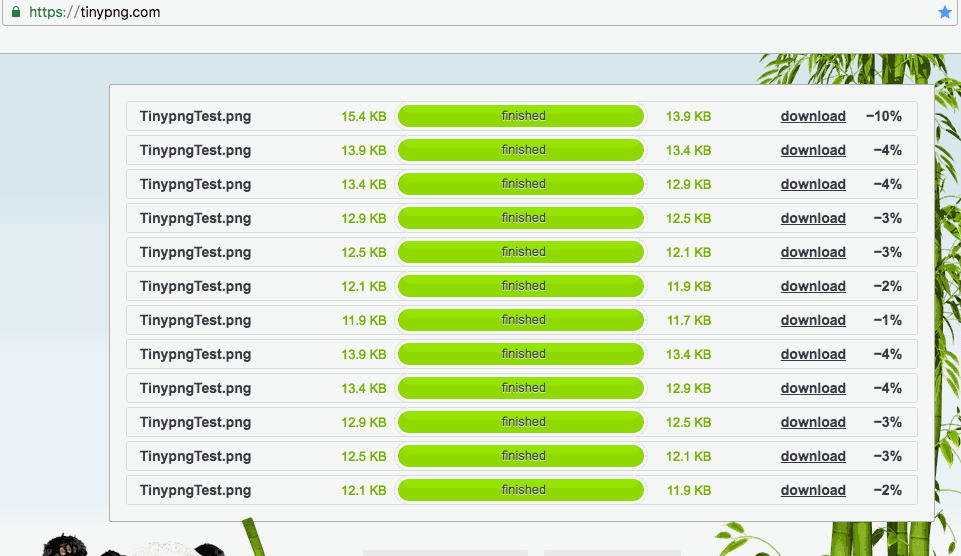 https://tinypng.com
TinypngTest.png 15.4 KB finished 13.9 KB download −10%
TinypngTest.png 13.9 KB finished 13.4 KB download −4%
TinypngTest.png 13.4 KB finished 12.9 KB download −4%
TinypngTest.png 12.9 KB finished 12.5 KB download −3%
TinypngTest.png 12.5 KB finished 12.1 KB download −3%
TinypngTest.png 12.1 KB finished 11.9 KB download −2%
TinypngTest.png 11.9 KB finished 11.7 KB download −1%
TinypngTest.png 13.9 KB finished 13.4 KB download −4%
TinypngTest.png 13.4 KB finished 12.9 KB download −4%
TinypngTest.png 12.9 KB finished 12.5 KB download −3%
TinypngTest.png 12.5 KB finished 12.1 KB download −3%
TinypngTest.png 12.1 KB finished 11.9 KB download −2%